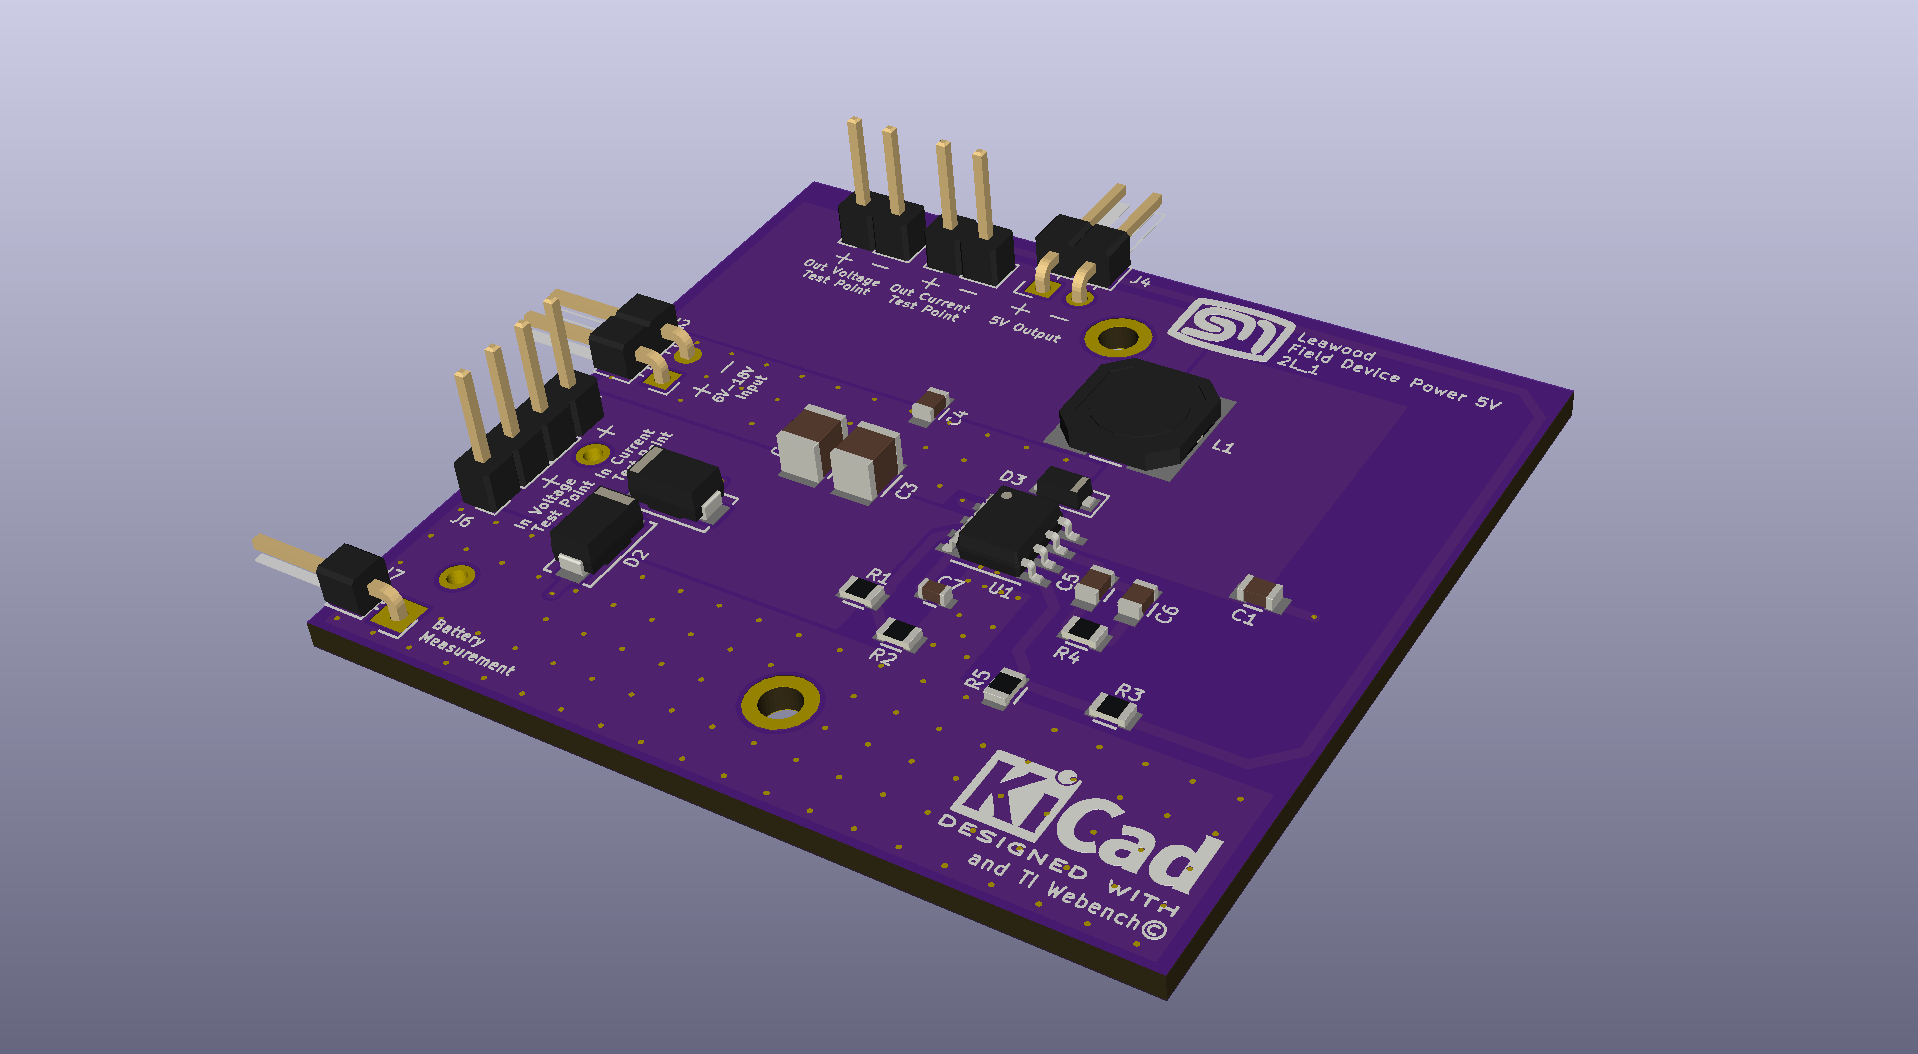 + −
Out Voltage
Test Point
+ −
Out Current
Test Point
+ −
5V Output
J4
Leawood
Field Device Power 5V
2L_1
+ −
6V-18V
Input
+
In Current
+
In Voltage
Test Point
J6
D2
C3
C4
L1
D3
U1
R1
C7
R2
C5
C6
R4
C1
R5
R3
Battery
Measurement
KiCad
DESIGNED WITH
and TI Webench©